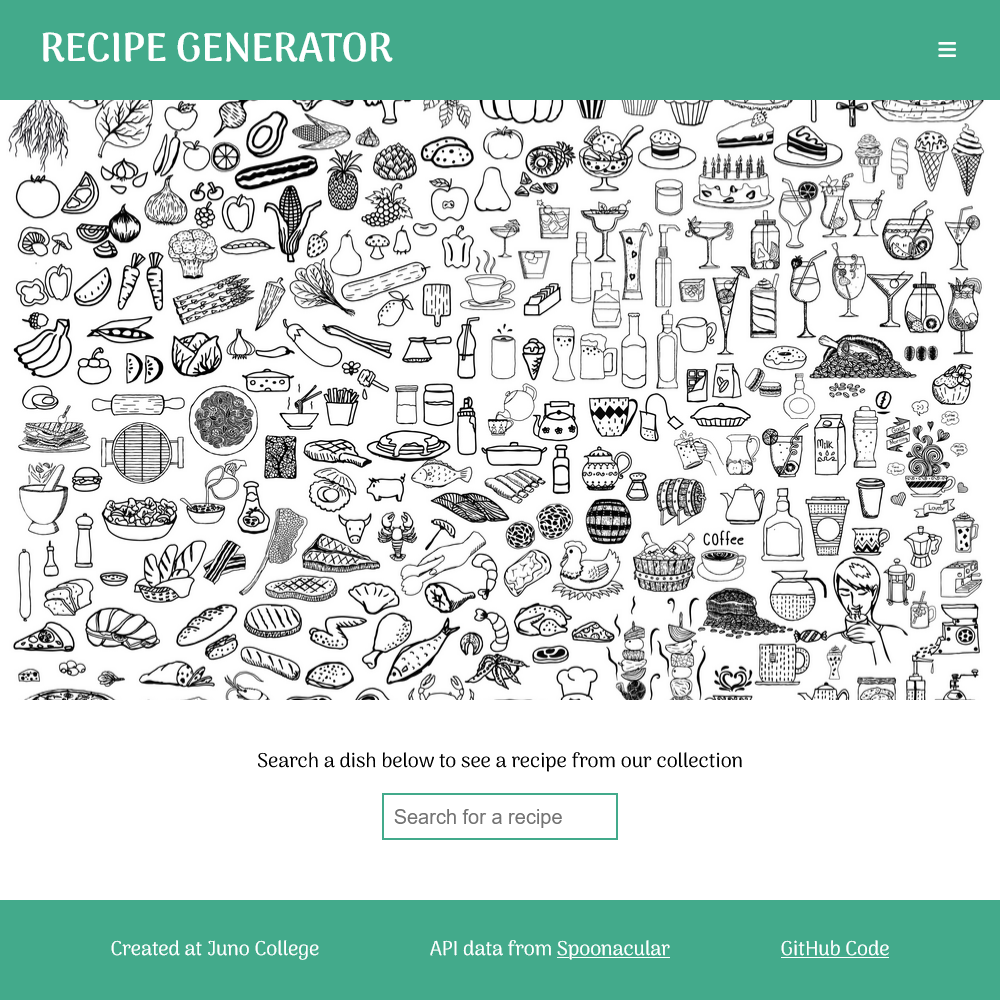 RECIPE GENERATOR
Milk
COffee
Lovely
Search a dish below to see a recipe from our collection
Search for a recipe
Created at Juno College API data from Spoonacular GitHub Code